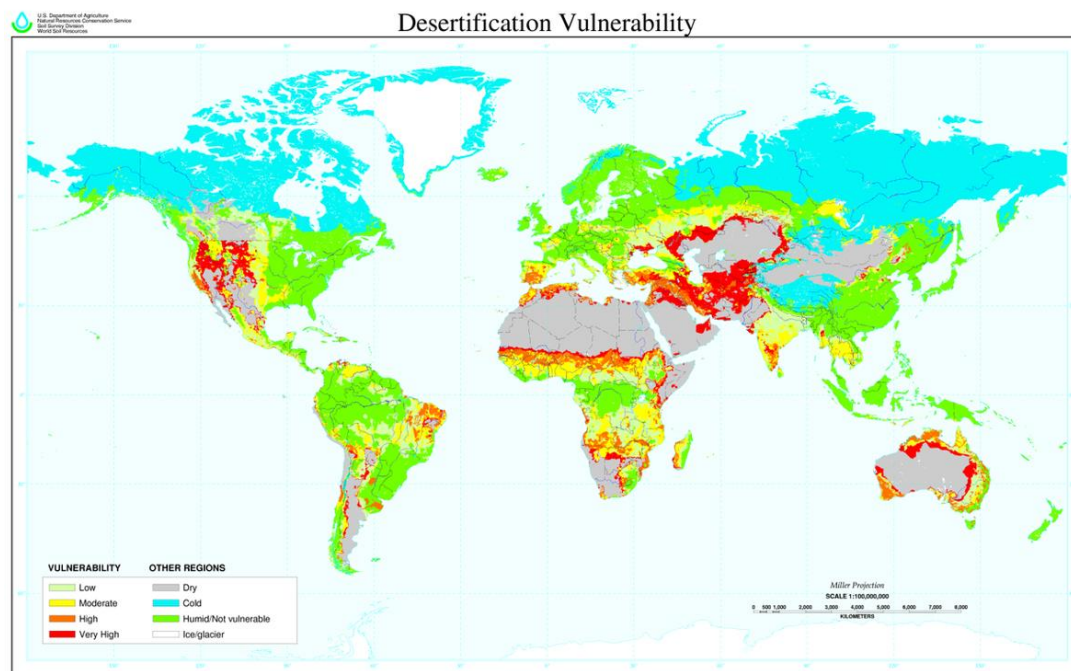 U.S. Department of Agriculture
Natural Resources Conservation Service
Soil Survey Division
World Soil Resources
Desertification Vulnerability
VULNERABILITY
Low
Moderate
High
Very High
OTHER REGIONS
Dry
Cold
Humid/Not vulnerable
Ice/glacier
Miller Projection
SCALE 1:100,000,000
0 500 1,000 2,000 3,000 4,000 5,000 6,000 7,000 8,000
KILOMETERS